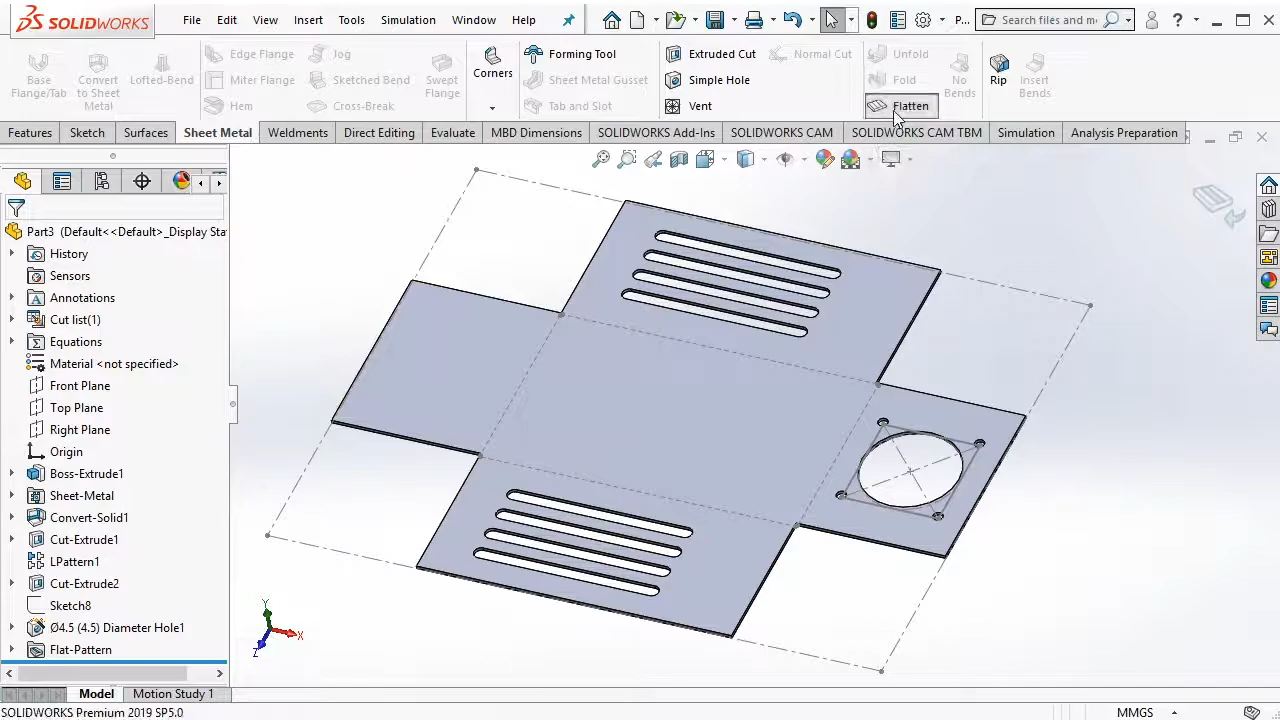 SOLIDWORKS File Edit View Insert Tools Simulation Window Help P... Search files and m
Base Flange/Tab
Convert to Sheet Metal
Lofted-Bend
Edge Flange
Miter Flange
Hem
Jog
Sketched Bend
Cross-Break
Swept Flange
Corners
Forming Tool
Sheet Metal Gusset
Tab and Slot
Extruded Cut
Simple Hole
Vent
Normal Cut
Unfold
Fold
Flatten
No Bends
Rip
Insert Bends
Features Sketch Surfaces Sheet Metal Weldments Direct Editing Evaluate MBD Dimensions SOLIDWORKS Add-Ins SOLIDWORKS CAM SOLIDWORKS CAM TBM Simulation Analysis Preparation
Part3 (Default<<Default>_Display Sta
History
Sensors
Annotations
Cut list(1)
Equations
Material <not specified>
Front Plane
Top Plane
Right Plane
Origin
Boss-Extrude1
Sheet-Metal
Convert-Solid1
Cut-Extrude1
LPattern1
Cut-Extrude2
Sketch8
Ø4.5 (4.5) Diameter Hole1
Flat-Pattern
Y
X
Z
Model Motion Study 1
SOLIDWORKS Premium 2019 SP5.0 MMGS